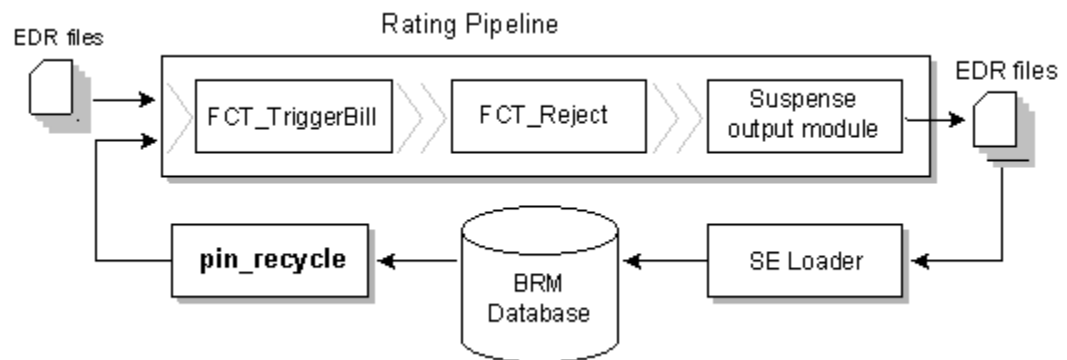 Rating Pipeline
EDR files
FCT_TriggerBill
FCT_Reject
Suspense
output module
EDR files
pin_recycle
BRM
Database
SE Loader